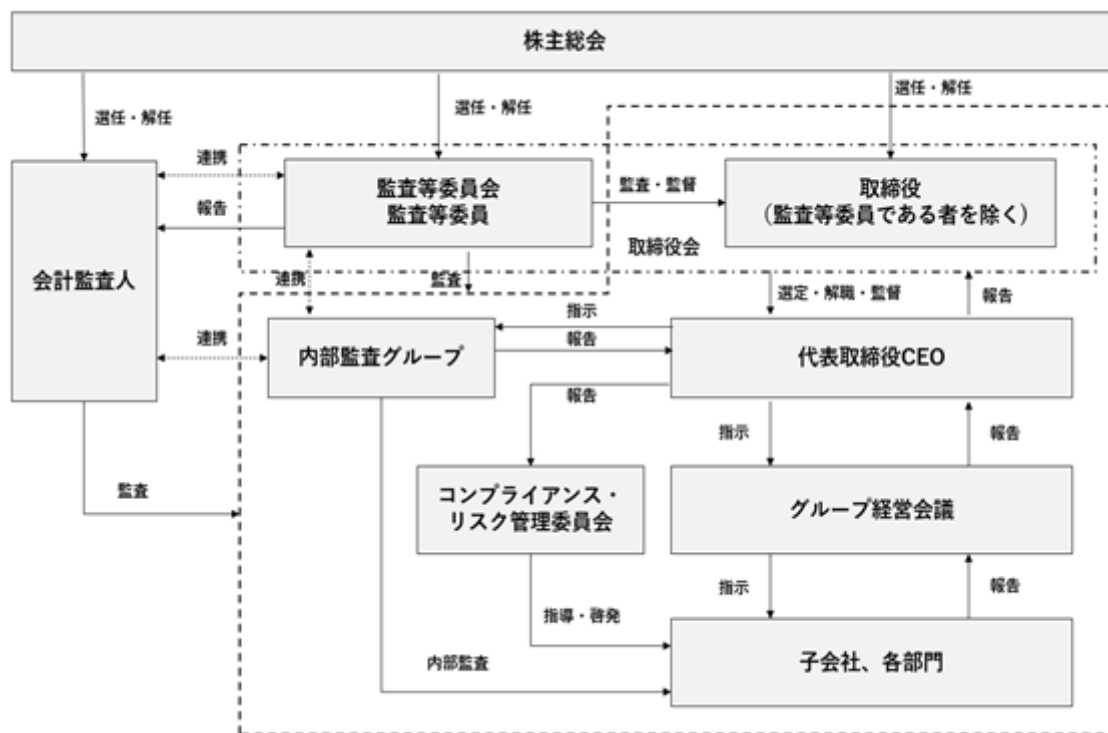 株主総会
選任・解任
選任・解任
選任・解任
連携
監査等委員会
監査等委員
監査・監督
取締役
（監査等委員である者を除く）
報告
取締役会
会計監査人
連携
監査
選定・解職・監督
報告
指示
連携
内部監査グループ
報告
代表取締役CEO
報告
指示
報告
監査
コンプライアンス・
リスク管理委員会
グループ経営会議
指示
報告
指導・啓発
内部監査
子会社、各部門